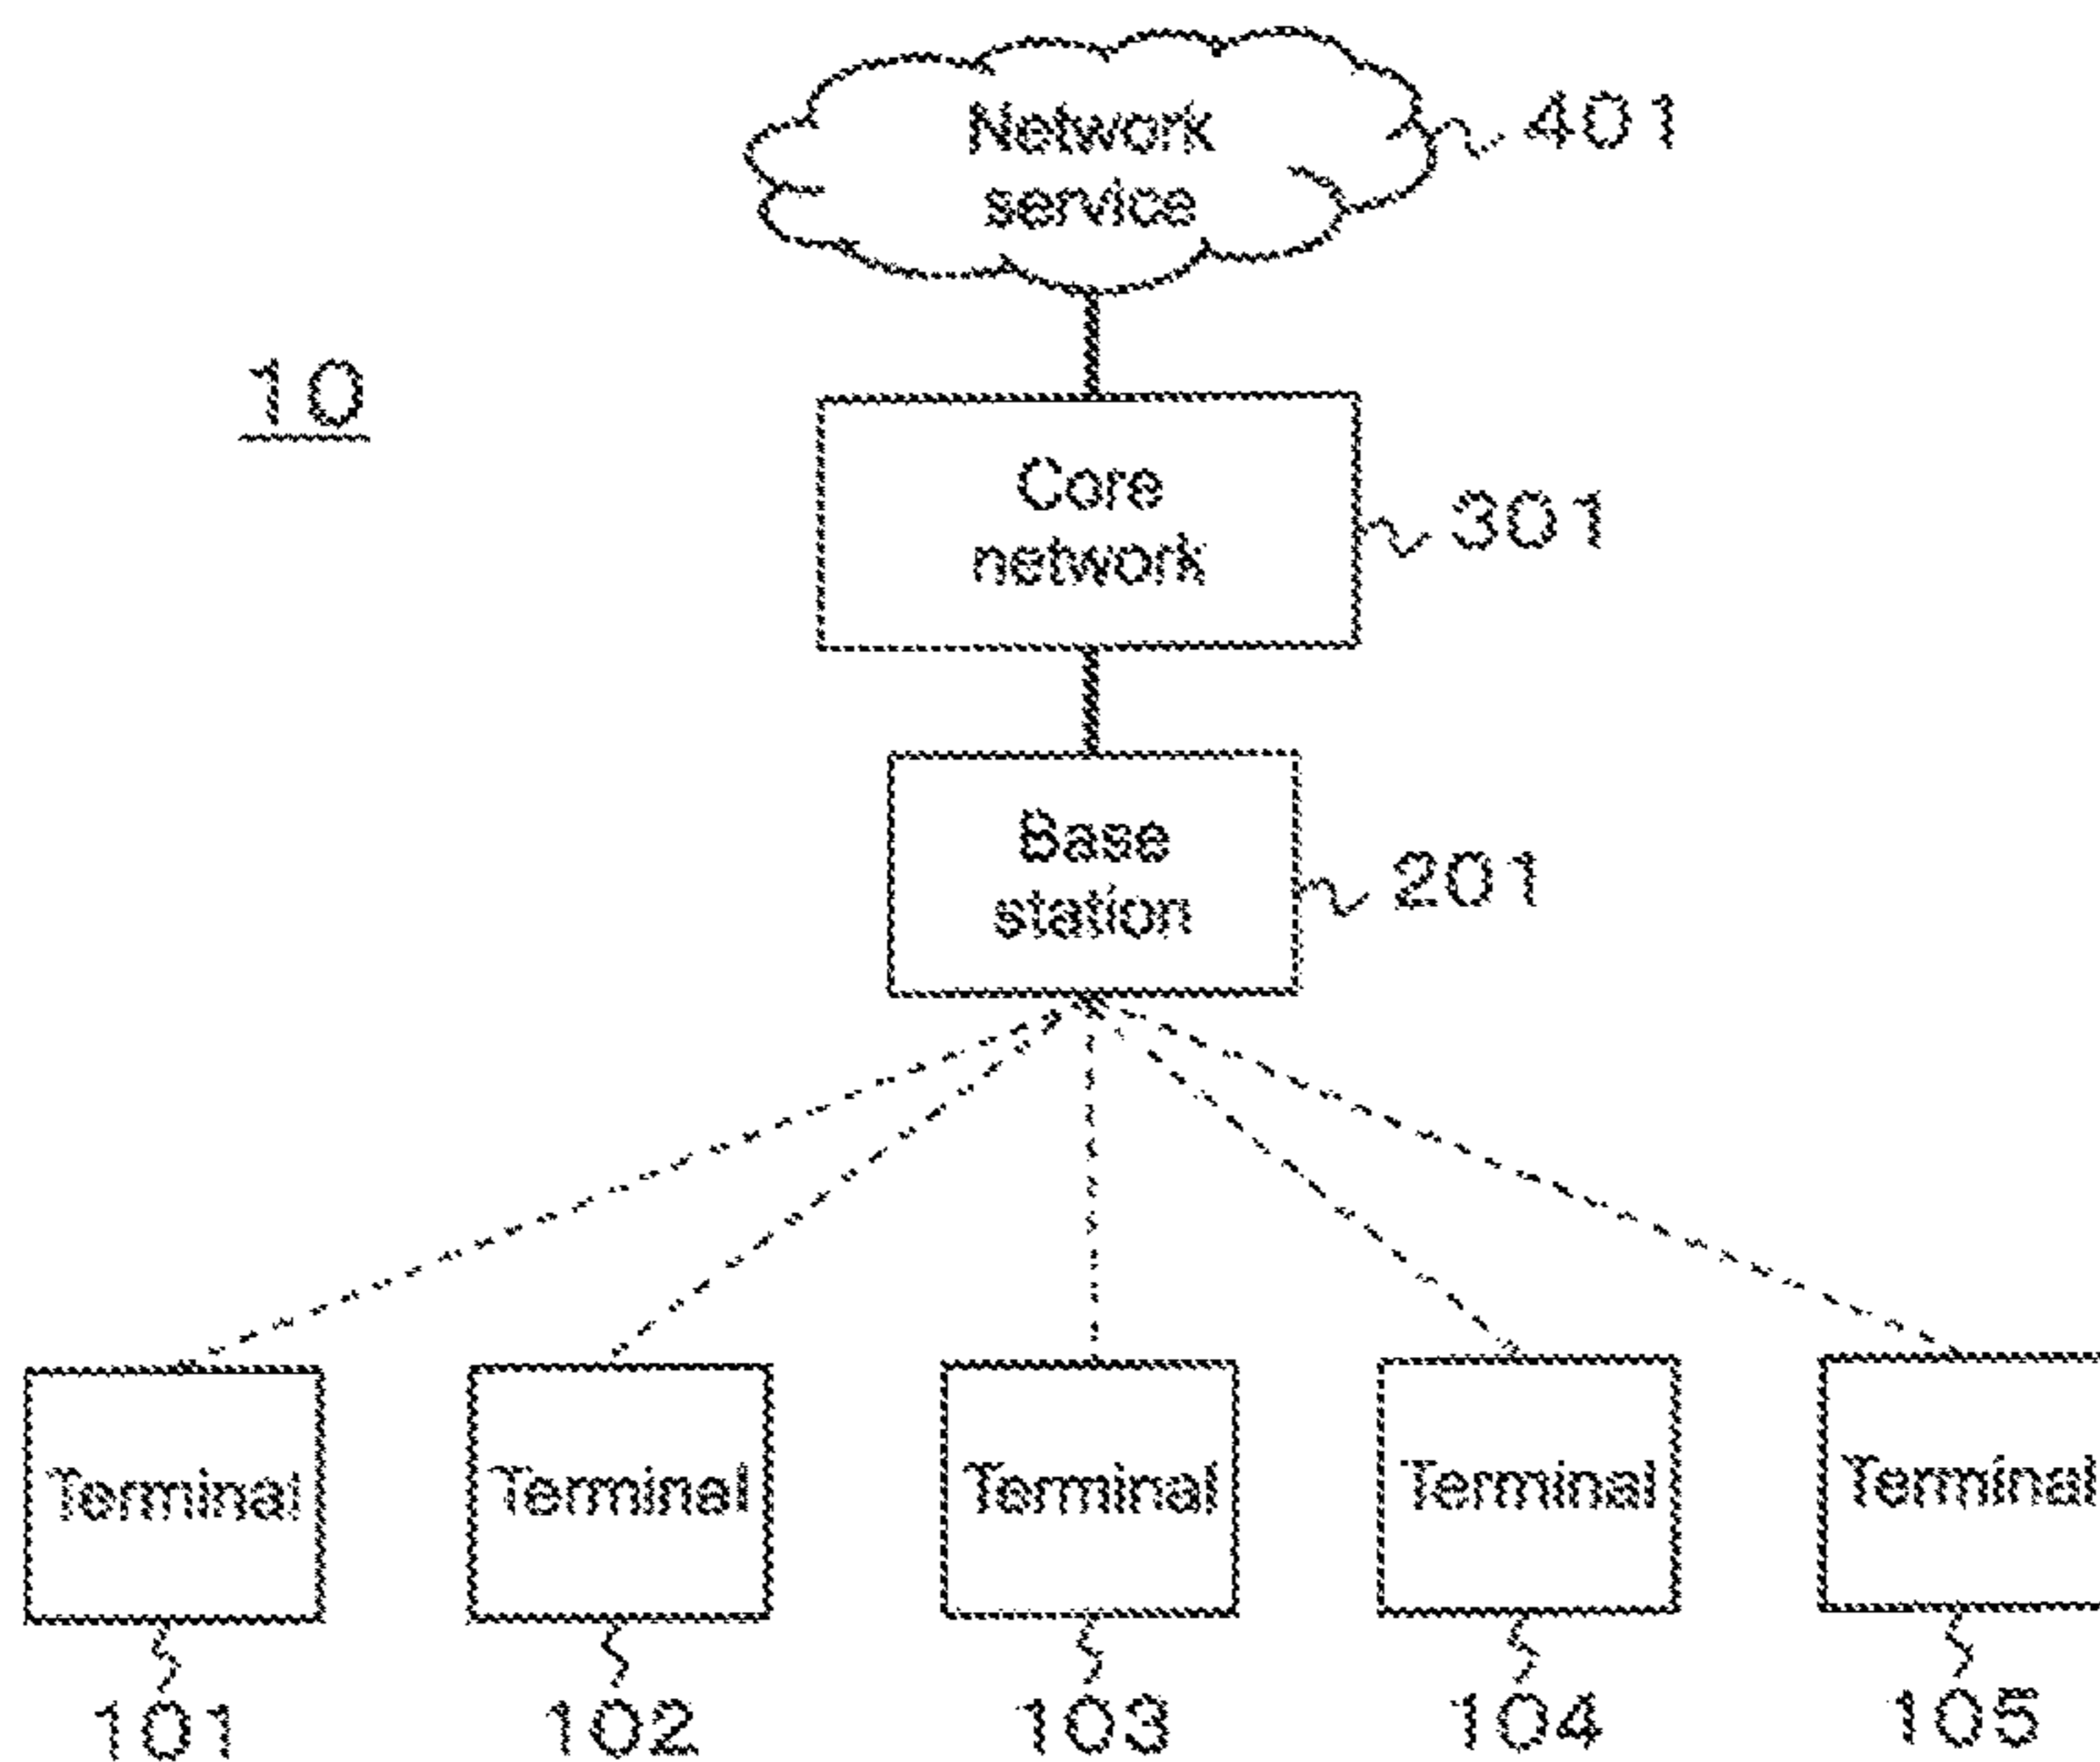 Network
service
401
10
Core
network
301
Base
station
201
Terminal Terminal Terminal Terminal Terminal
101 102 103 104 105